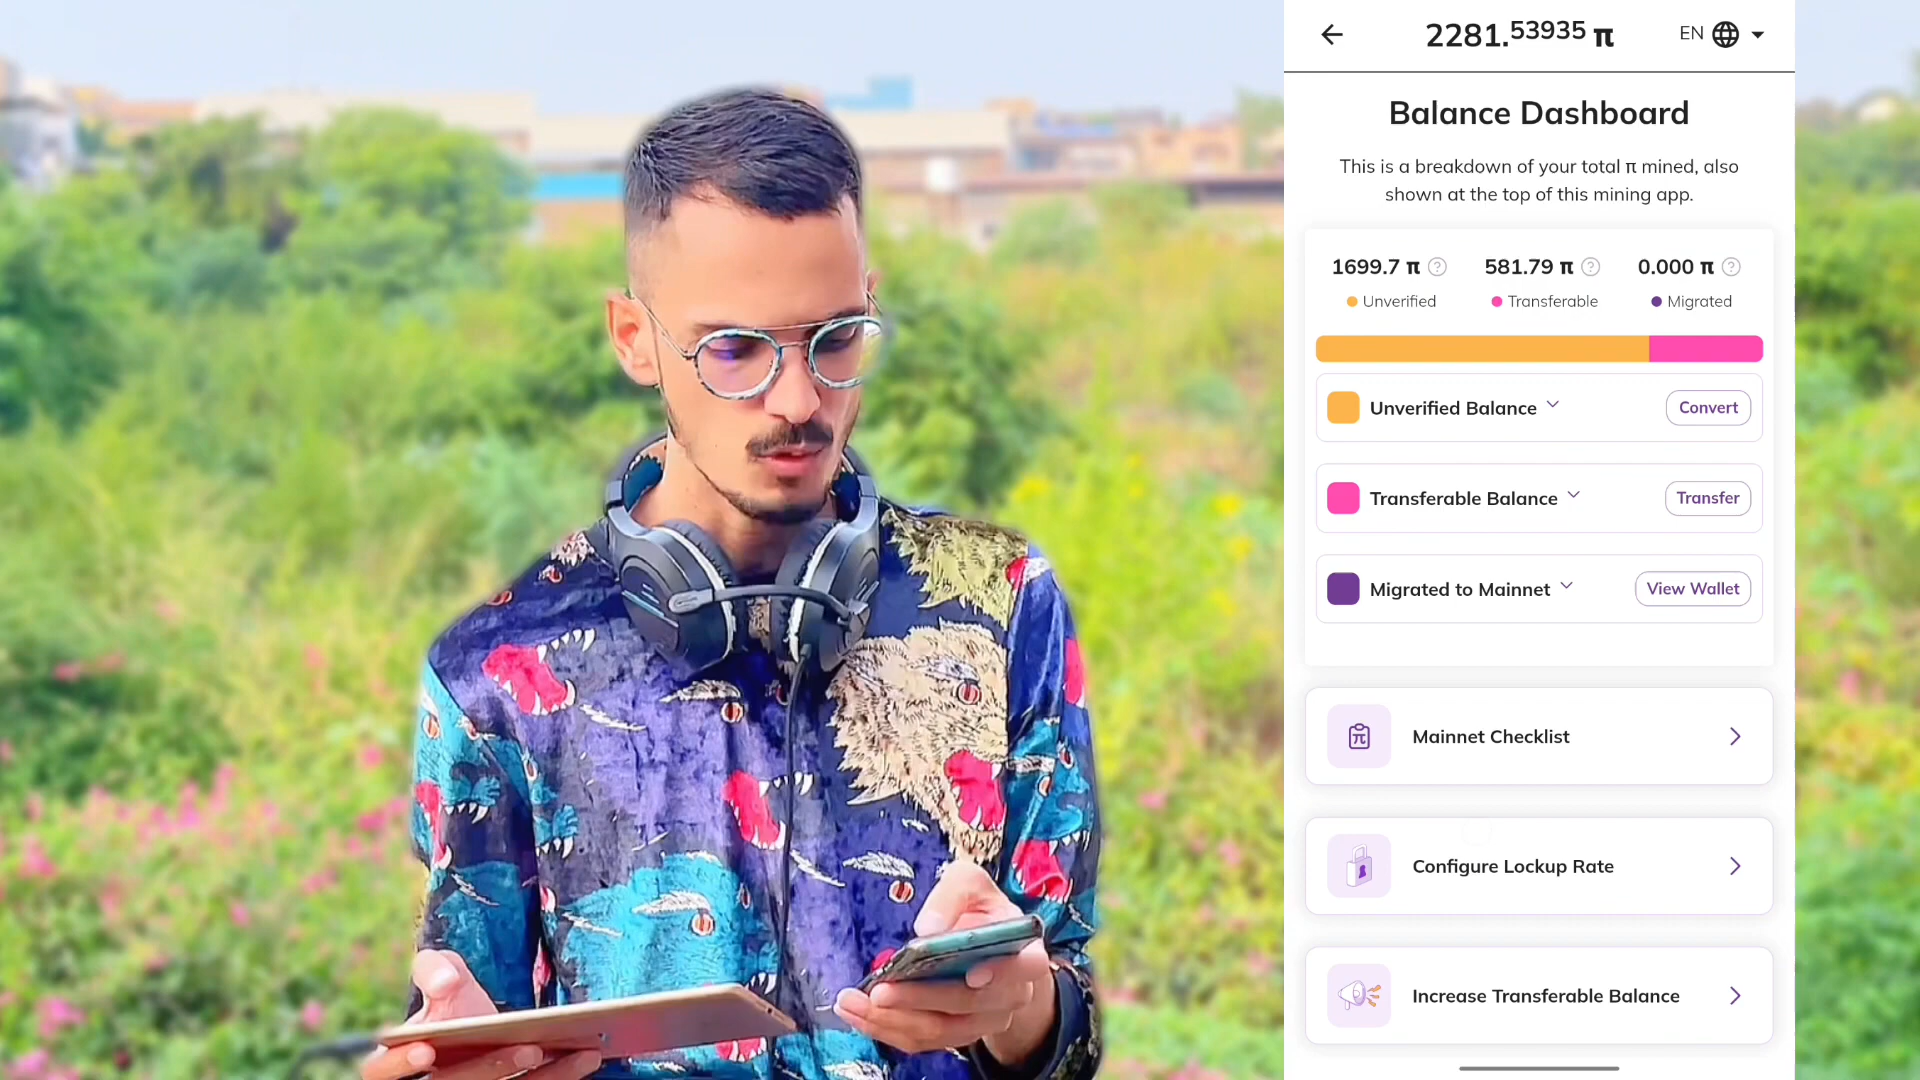 2281.53935 π
EN
Balance Dashboard
This is a breakdown of your total π mined, also
shown at the top of this mining app.
1699.7 π ? 581.79 π ? 0.000 π ?
Unverified Transferable Migrated
Unverified Balance Convert
Transferable Balance Transfer
Migrated to Mainnet View Wallet
π Mainnet Checklist
Configure Lockup Rate
Increase Transferable Balance